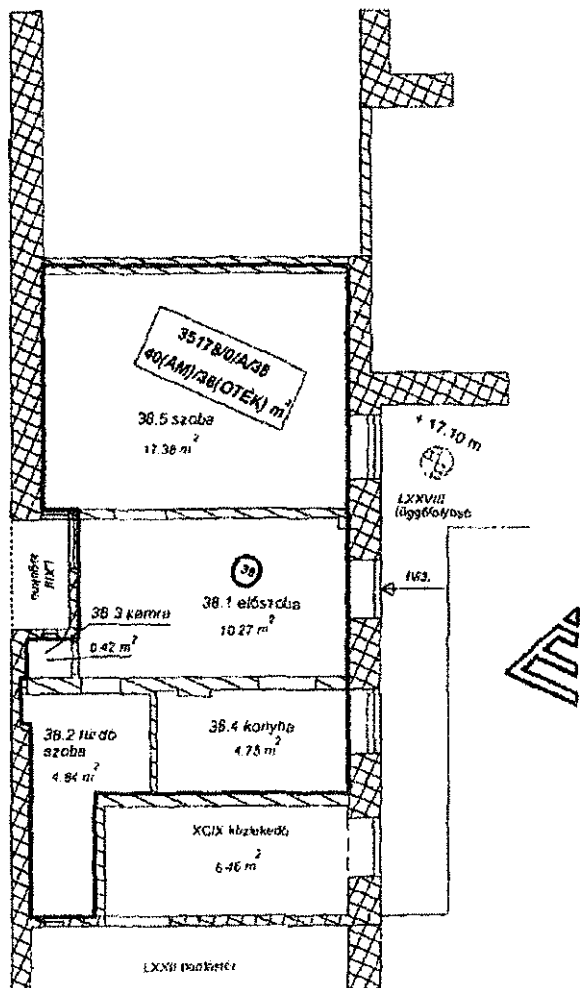 35178/0/A/38
40(AM)/38(OTÉK) m²
38.5 szoba
17.38 m²
+ 17.10 m
LXXVIII
függőfolyosó
38
38.1 előszoba
10.27 m²
38.3 kamra
0.42 m²
38.2 fürdő
szoba
4.84 m²
38.4 konyha
4.75 m²
XCIX közlekedő
6.46 m²
LXXII